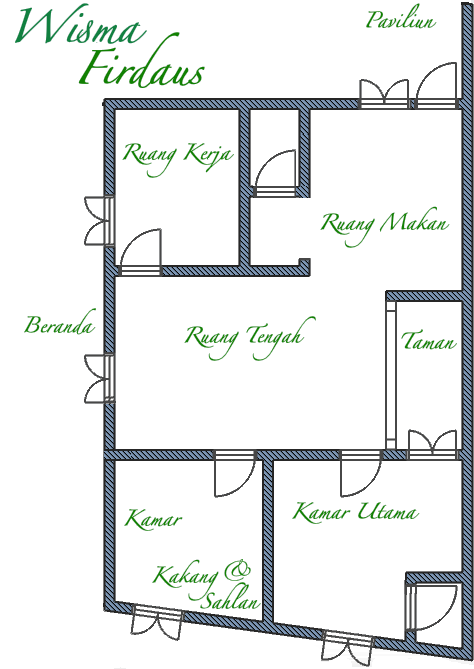 Wisma
Firdaus
Paviliun
Ruang Kerja
Ruang Makan
Beranda
Ruang Tengah
Taman
Kamar
Kakang &
Sahlan
Kamar Utama